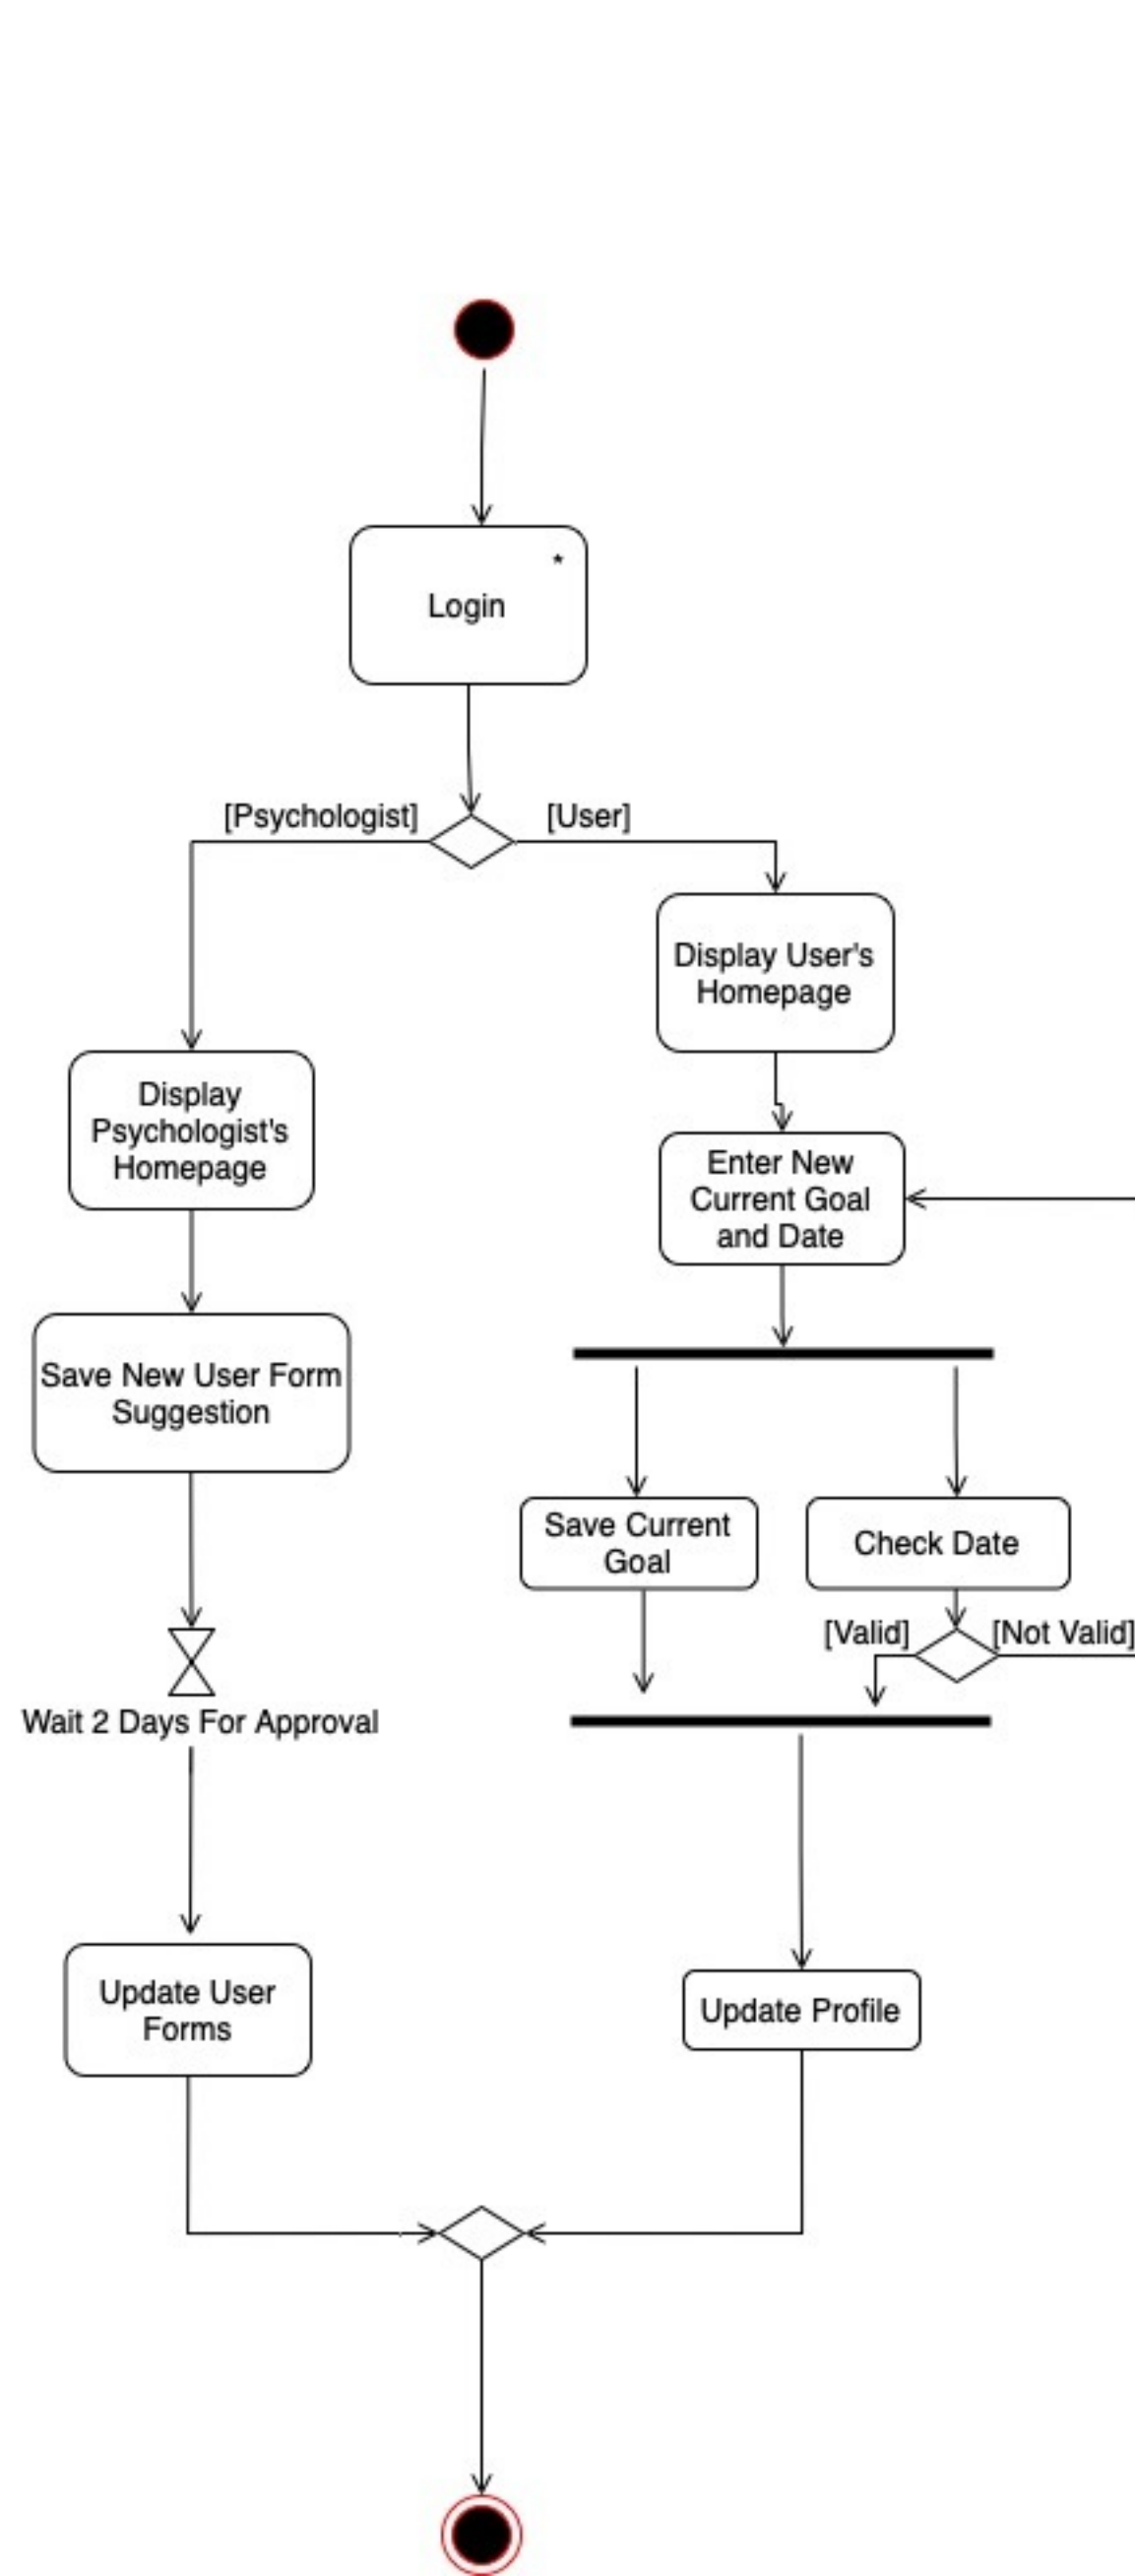 *
Login
[Psychologist]
[User]
Display User's
Homepage
Display
Psychologist's
Homepage
Enter New
Current Goal
and Date
Save New User Form
Suggestion
Save Current
Goal
Check Date
[Valid]
[Not Valid]
Wait 2 Days For Approval
Update User
Forms
Update Profile